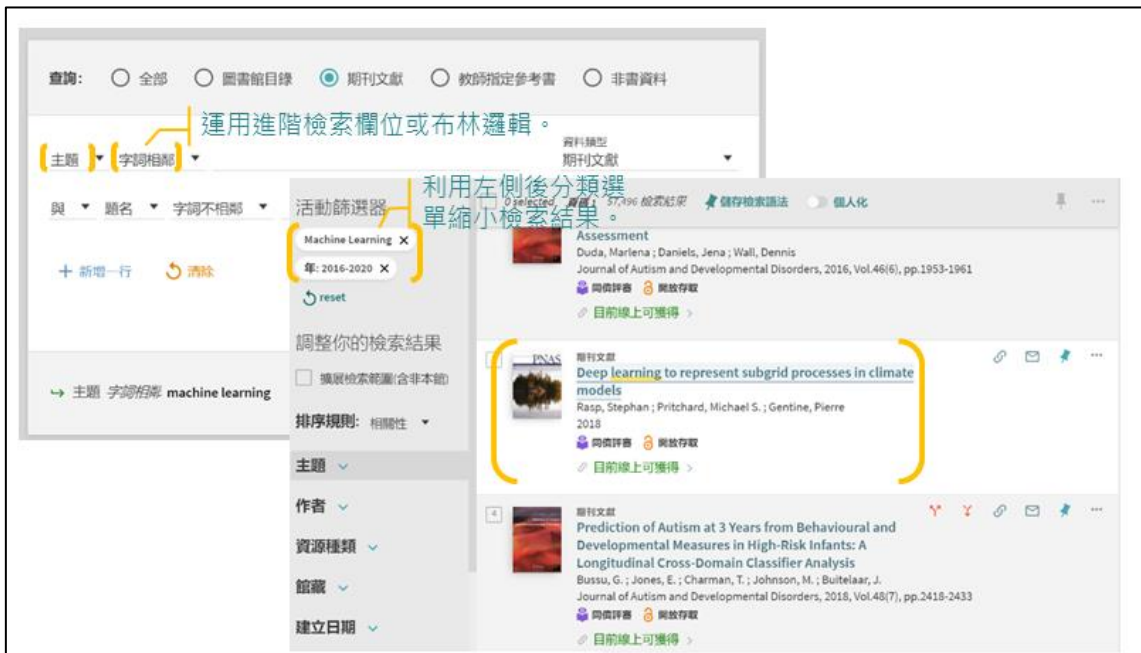 查詢: 全部 圖書館目錄 期刊文獻 教師指定參考書 非書資料
運用進階檢索欄位或布林邏輯。
主題 字詞相鄰
資料類型
期刊文獻
與 題名 字詞不相鄰
+ 新增一行 清除
主題 字詞相鄰 machine learning
利用左側後分類選
單縮小檢索結果。
活動篩選器
Machine Learning X
年: 2016-2020 X
reset
調整你的檢索結果
擴展檢索範圍(含非本館)
排序規則: 相關性
主題
作者
資源種類
館藏
建立日期
0 selected 頁碼 1 57,496 檢索結果 儲存檢索語法 個人化
Assessment
Duda, Marlena ; Daniels, Jena ; Wall, Dennis
Journal of Autism and Developmental Disorders, 2016, Vol.46(6), pp.1953-1961
同儕評審 開放存取
目前線上可獲得 >
PNAS
期刊文獻
Deep learning to represent subgrid processes in climate
models
Rasp, Stephan ; Pritchard, Michael S. ; Gentine, Pierre
2018
同儕評審 開放存取
目前線上可獲得 >
4
期刊文獻
Prediction of Autism at 3 Years from Behavioural and
Developmental Measures in High-Risk Infants: A
Longitudinal Cross-Domain Classifier Analysis
Bussu, G. ; Jones, E. ; Charman, T. ; Johnson, M. ; Buitelaar, J.
Journal of Autism and Developmental Disorders, 2018, Vol.48(7), pp.2418-2433
同儕評審 開放存取
目前線上可獲得 >